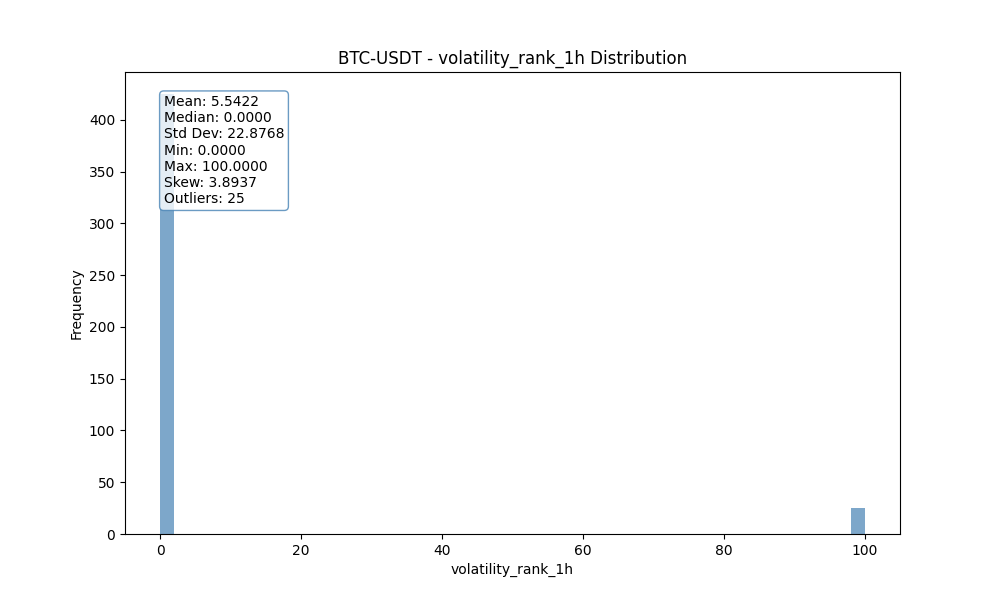 BTC-USDT - volatility_rank_1h Distribution
Mean: 5.5422
Median: 0.0000
Std Dev: 22.8768
Min: 0.0000
Max: 100.0000
Skew: 3.8937
Outliers: 25
Frequency
400
350
300
250
200
150
100
50
0
0 20 40 60 80 100
volatility_rank_1h